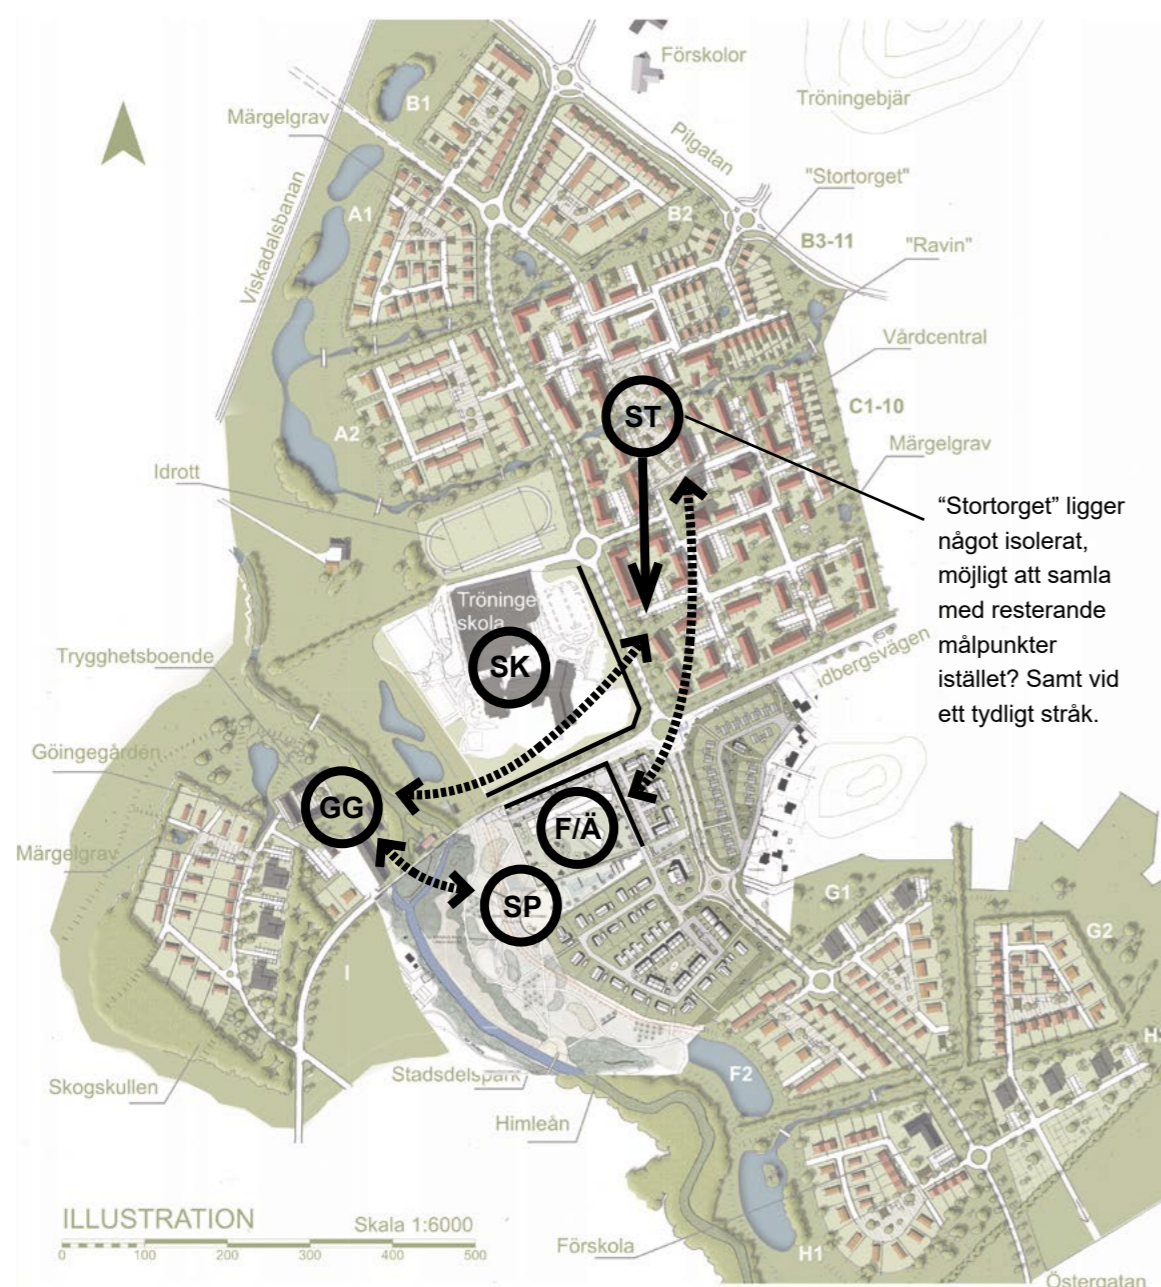 Förskolor
Tröningebjär
B1
Märgelgrav
Pilgatan
"Stortorget"
A1
B2
B3-11
"Ravin"
Viskadalsbanan
Vårdcentral
ST
C1-10
A2
Märgelgrav
Idrott
“Stortorget” ligger
något isolerat,
möjligt att samla
med resterande
målpunkter
istället? Samt vid
ett tydligt stråk.
Tröninge
skola
SK
idbergsvägen
Trygghetsboende
Göingegården
GG
F/Ä
Märgelgrav
SP
G1
G2
I
H
Skogskullen
Stadsdelspark
F2
Himleån
ILLUSTRATION
Skala 1:6000
0 100 200 300 400 500
Förskola
H1
Östergatan